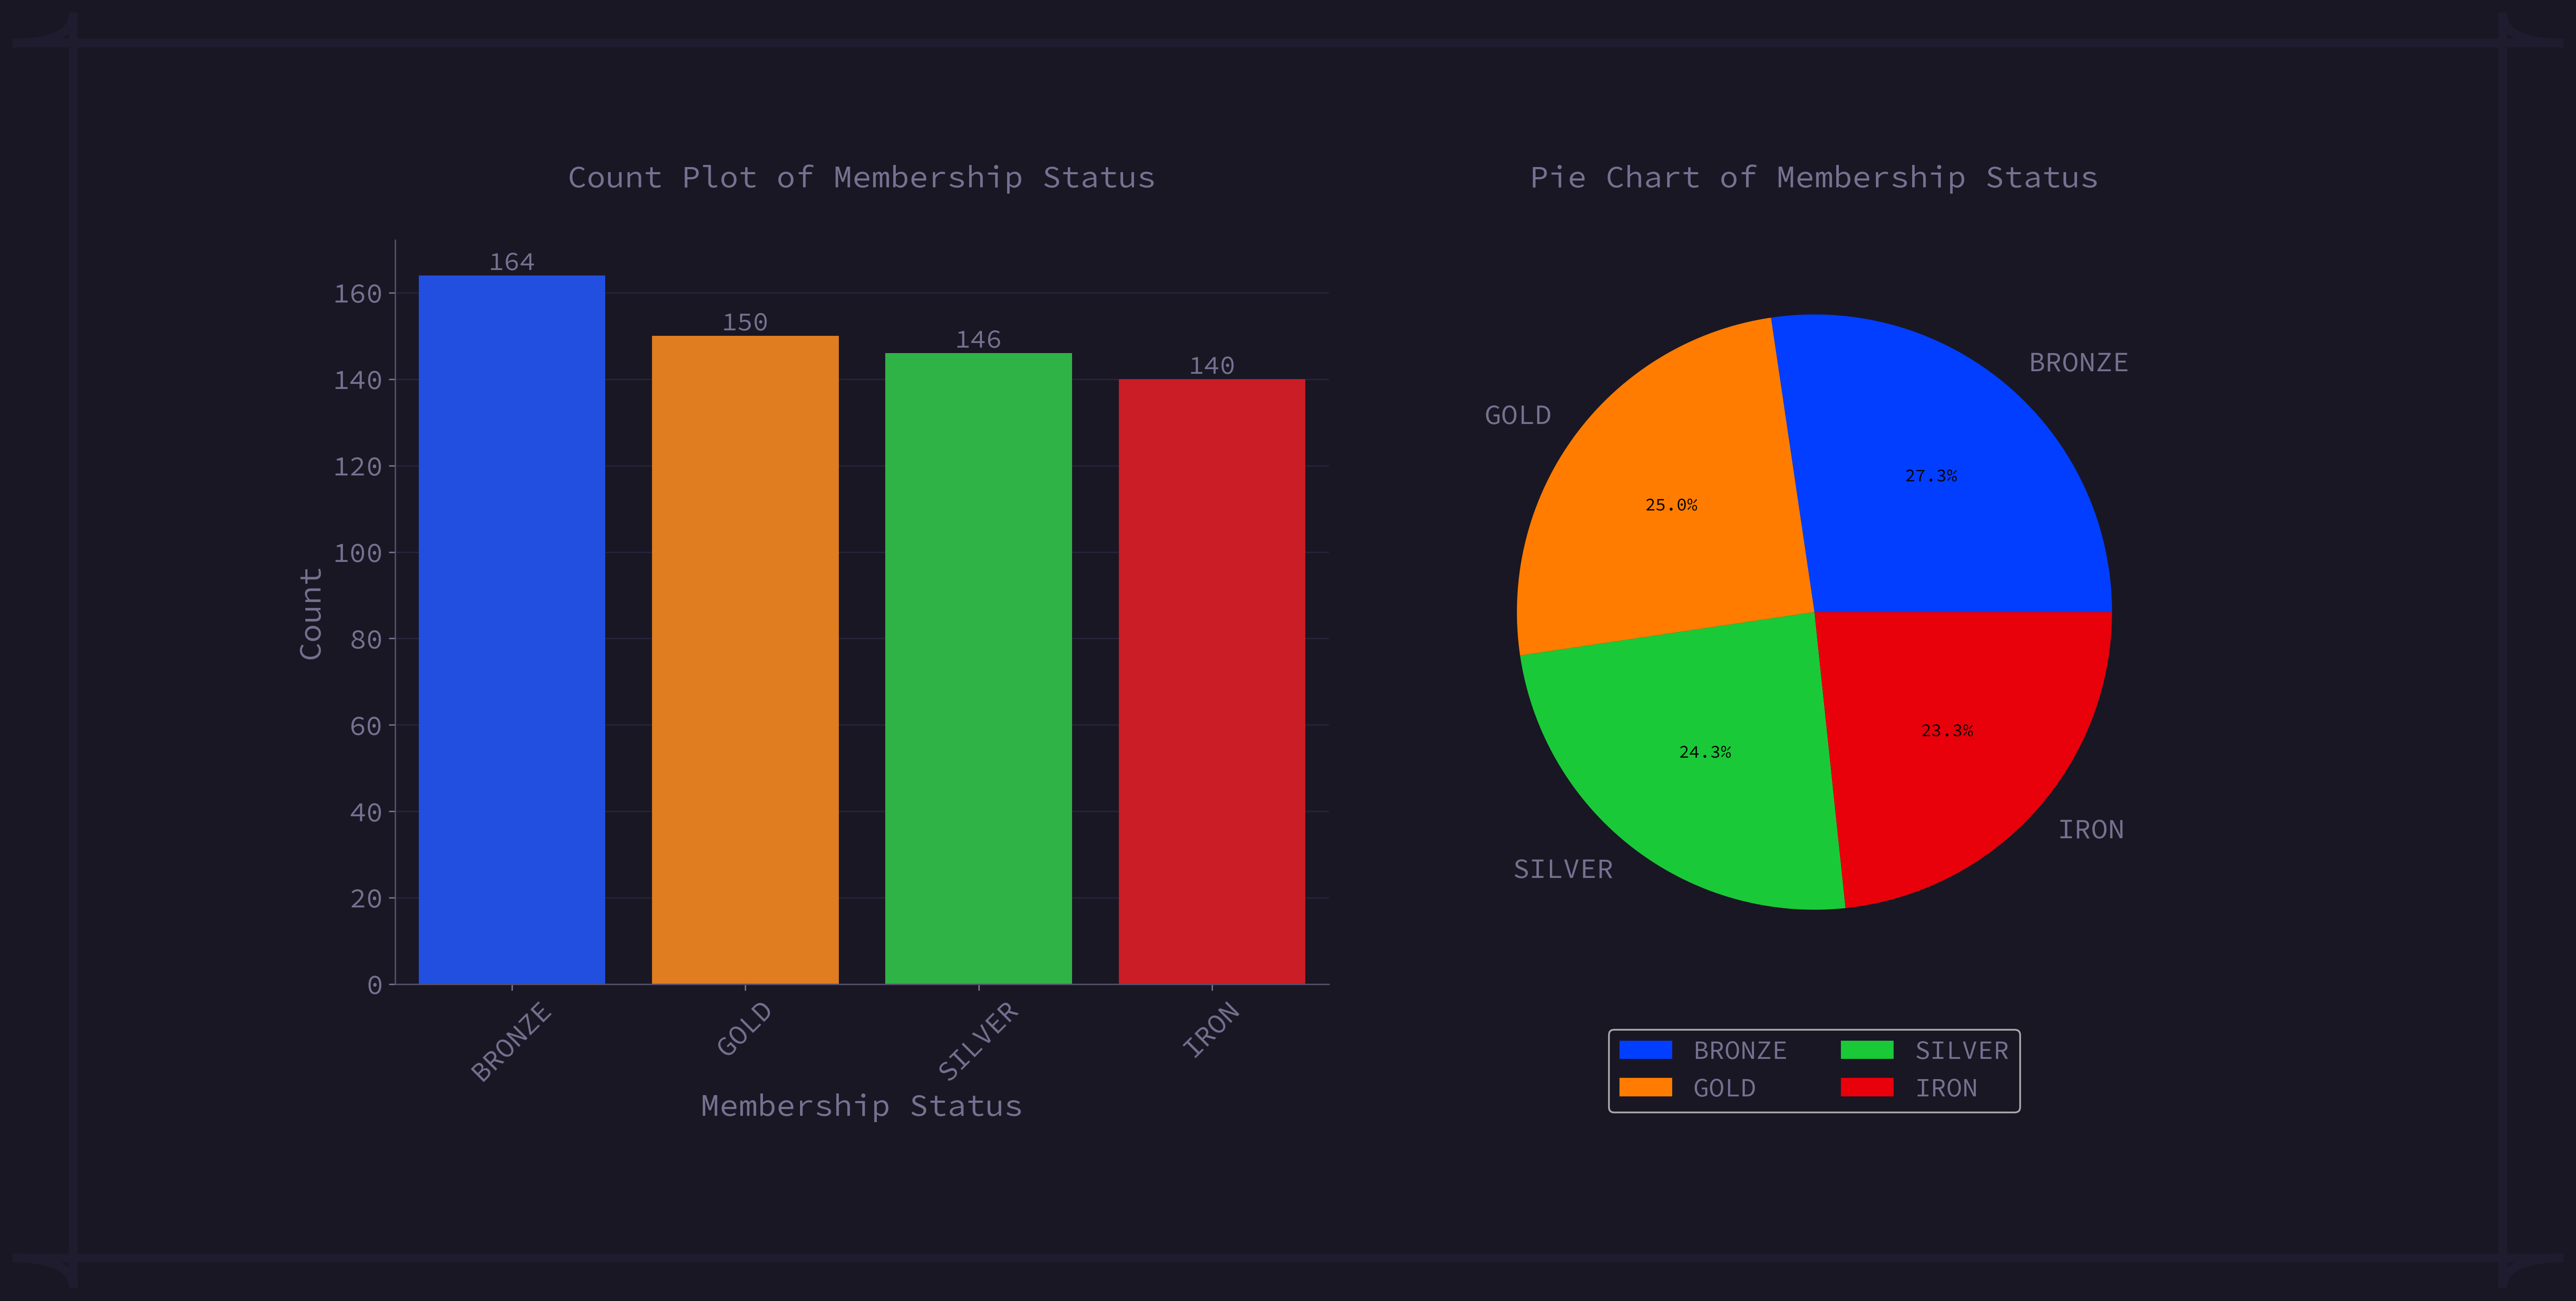 Count Plot of Membership Status
164
150
146
140
160
140
120
100
80
60
40
20
0
Count
BRONZE
GOLD
SILVER
IRON
Membership Status
Pie Chart of Membership Status
BRONZE
GOLD
27.3%
25.0%
23.3%
24.3%
IRON
SILVER
BRONZE SILVER
GOLD IRON